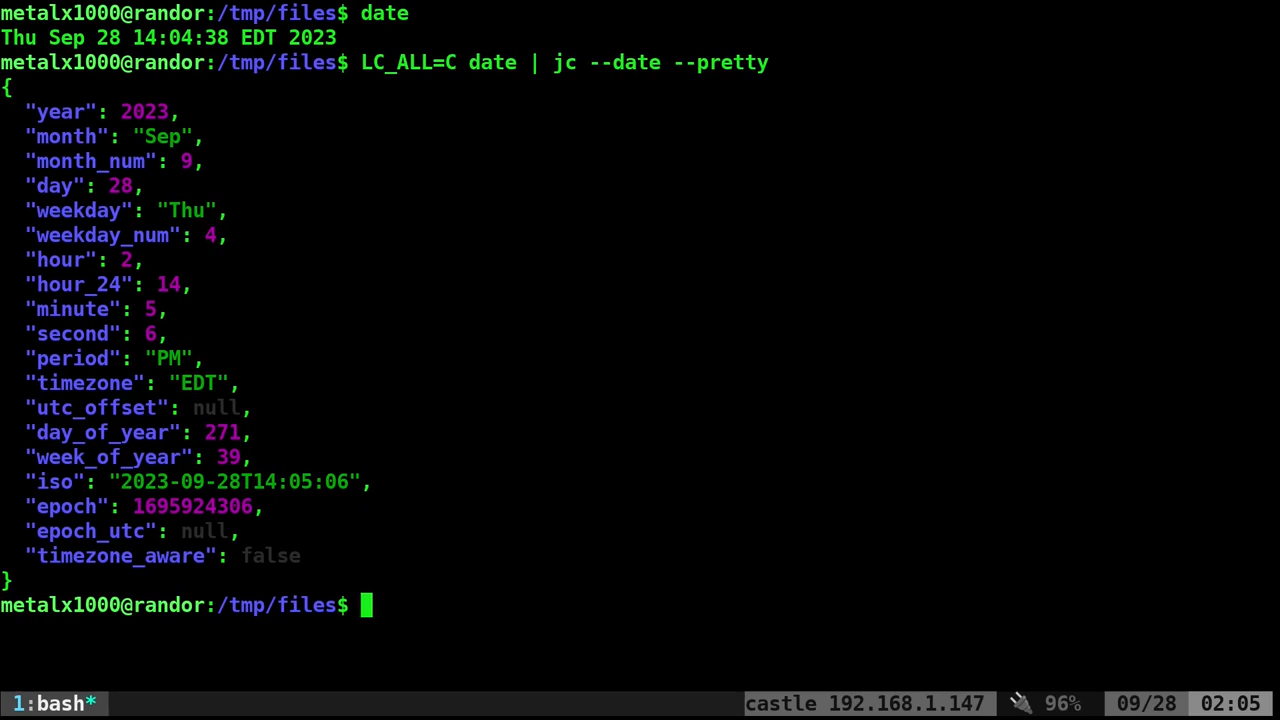 metalx1000@randor:/tmp/files$ date
Thu Sep 28 14:04:38 EDT 2023
metalx1000@randor:/tmp/files$ LC_ALL=C date | jc --date --pretty
{
  "year": 2023,
  "month": "Sep",
  "month_num": 9,
  "day": 28,
  "weekday": "Thu",
  "weekday_num": 4,
  "hour": 2,
  "hour_24": 14,
  "minute": 5,
  "second": 6,
  "period": "PM",
  "timezone": "EDT",
  "utc_offset": null,
  "day_of_year": 271,
  "week_of_year": 39,
  "iso": "2023-09-28T14:05:06",
  "epoch": 1695924306,
  "epoch_utc": null,
  "timezone_aware": false
}
metalx1000@randor:/tmp/files$
1:bash* castle 192.168.1.147 96% 09/28 02:05